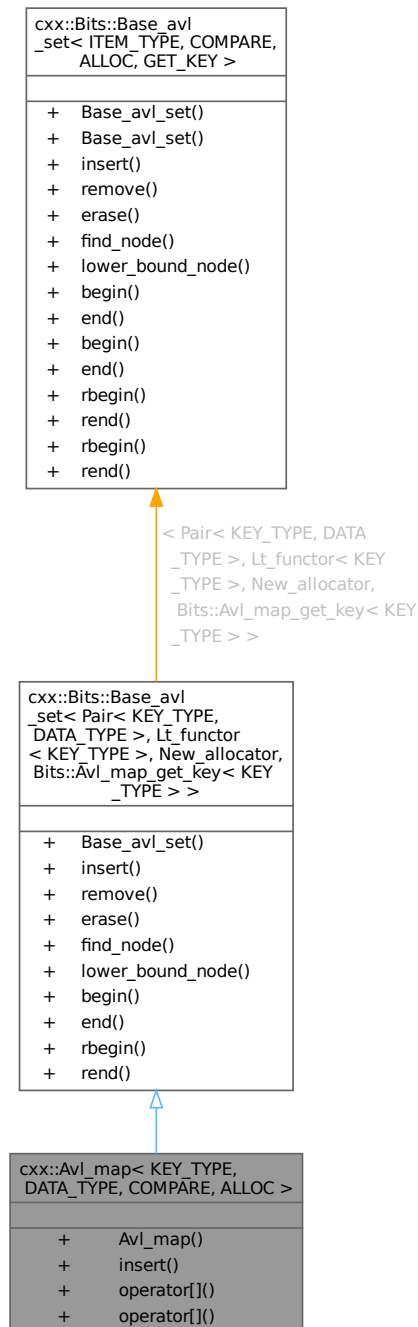 cxx::Bits::Base_avl
_set< ITEM_TYPE, COMPARE,
ALLOC, GET_KEY >
+ Base_avl_set()
+ Base_avl_set()
+ insert()
+ remove()
+ erase()
+ find_node()
+ lower_bound_node()
+ begin()
+ end()
+ begin()
+ end()
+ rbegin()
+ rend()
+ rbegin()
+ rend()
< Pair< KEY_TYPE, DATA
_TYPE >, Lt_functor< KEY
_TYPE >, New_allocator,
Bits::Avl_map_get_key< KEY
_TYPE > >
cxx::Bits::Base_avl
_set< Pair< KEY_TYPE,
DATA_TYPE >, Lt_functor
< KEY_TYPE >, New_allocator,
Bits::Avl_map_get_key< KEY
_TYPE > >
+ Base_avl_set()
+ insert()
+ remove()
+ erase()
+ find_node()
+ lower_bound_node()
+ begin()
+ end()
+ rbegin()
+ rend()
cxx::Avl_map< KEY_TYPE,
DATA_TYPE, COMPARE, ALLOC >
+ Avl_map()
+ insert()
+ operator[]()
+ operator[]()